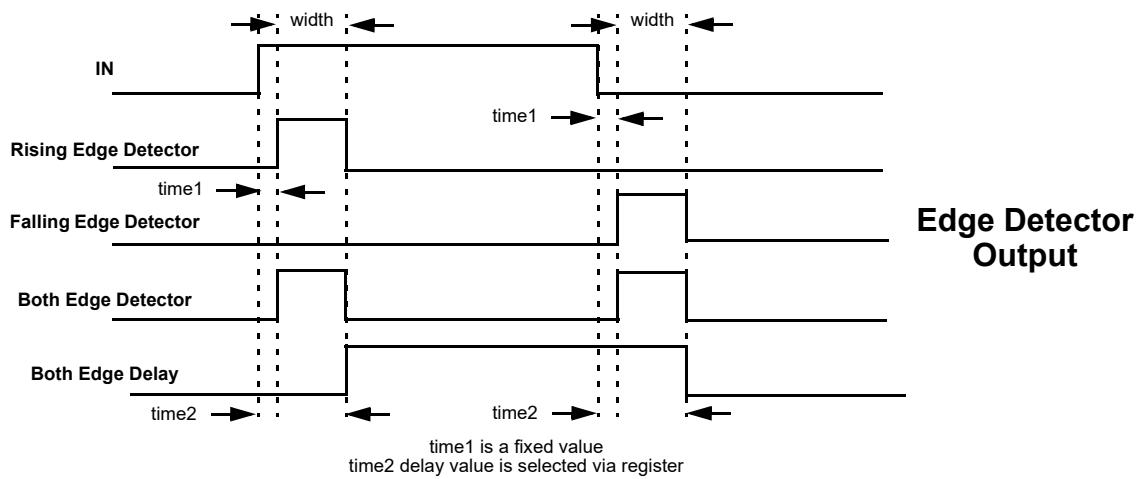 width
width
IN
time1
Rising Edge Detector
time1
Falling Edge Detector
Edge Detector
Output
Both Edge Detector
Both Edge Delay
time2
time2
time1 is a fixed value
time2 delay value is selected via register